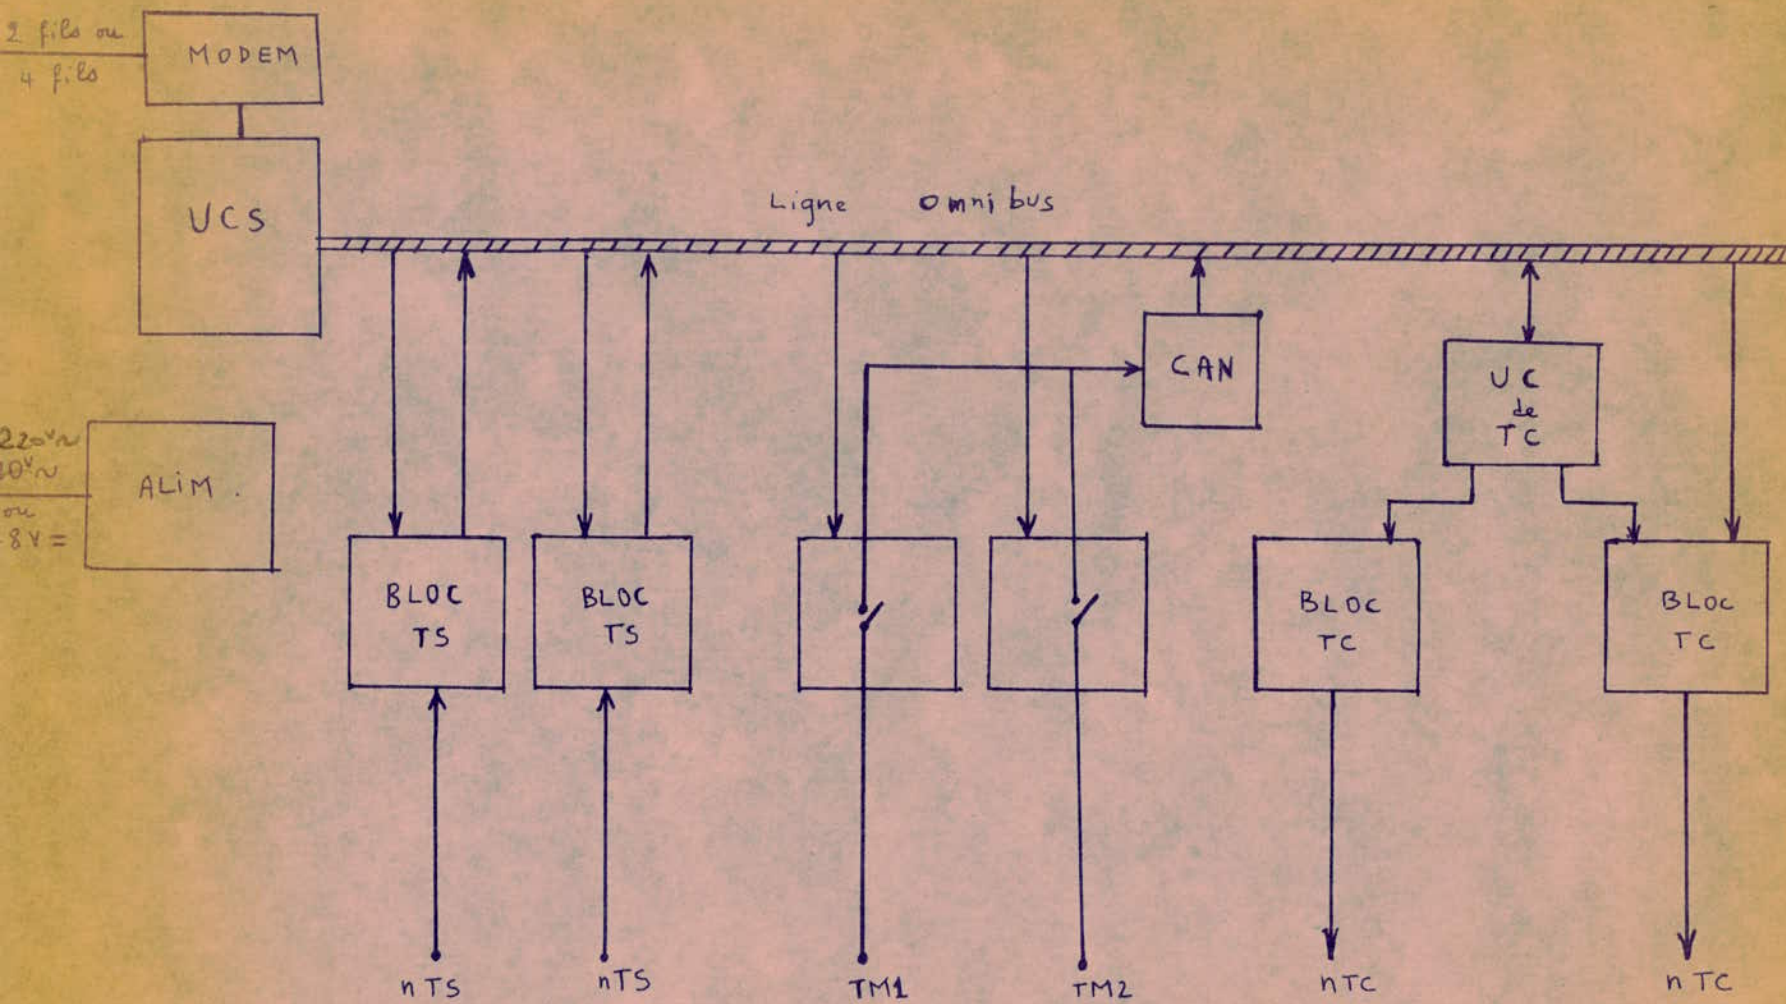 2 fils ou
4 fils
MODEM
UCS
Ligne Omnibus
CAN
UC
de
TC
220V~
ALIM.
ou
8V=
BLOC
TS
BLOC
TS
BLOC
TC
BLOC
TC
nTS
nTS
TM1
TM2
nTC
nTC